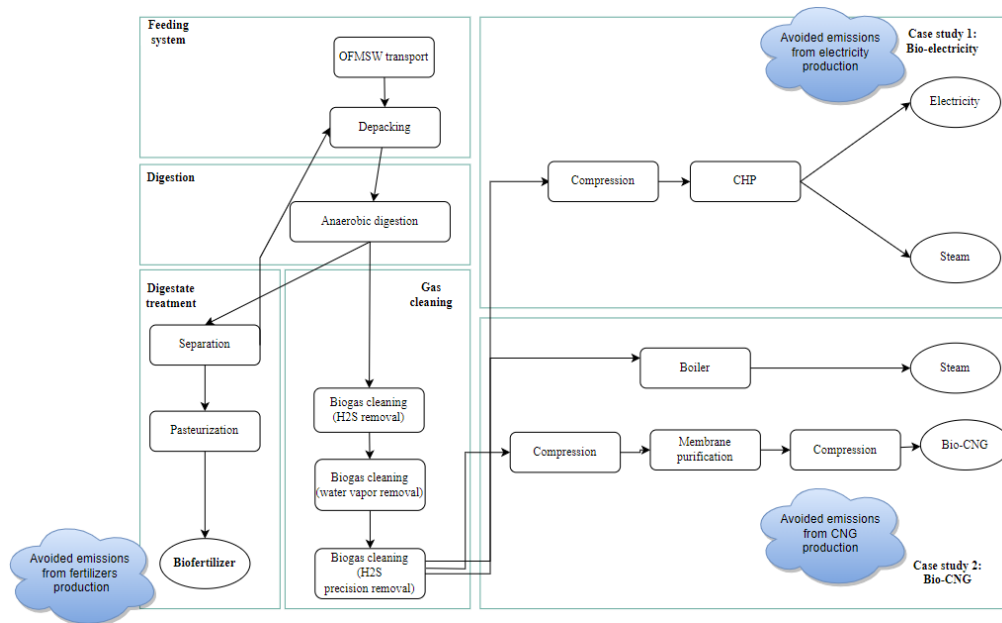 Feeding
system
OFMSW transport
Depacking
Digestion
Anaerobic digestion
Digestate
treatment
Separation
Pasteurization
Biofertilizer
Avoided emissions
from fertilizers
production
Gas
cleaning
Biogas cleaning
(H2S removal)
Biogas cleaning
(water vapor removal)
Biogas cleaning
(H2S
precision removal)
Avoided emissions
from electricity
production
Case study 1:
Bio-electricity
Compression
CHP
Electricity
Steam
Boiler
Steam
Compression
Membrane
purification
Compression
Bio-CNG
Avoided emissions
from CNG
production
Case study 2:
Bio-CNG